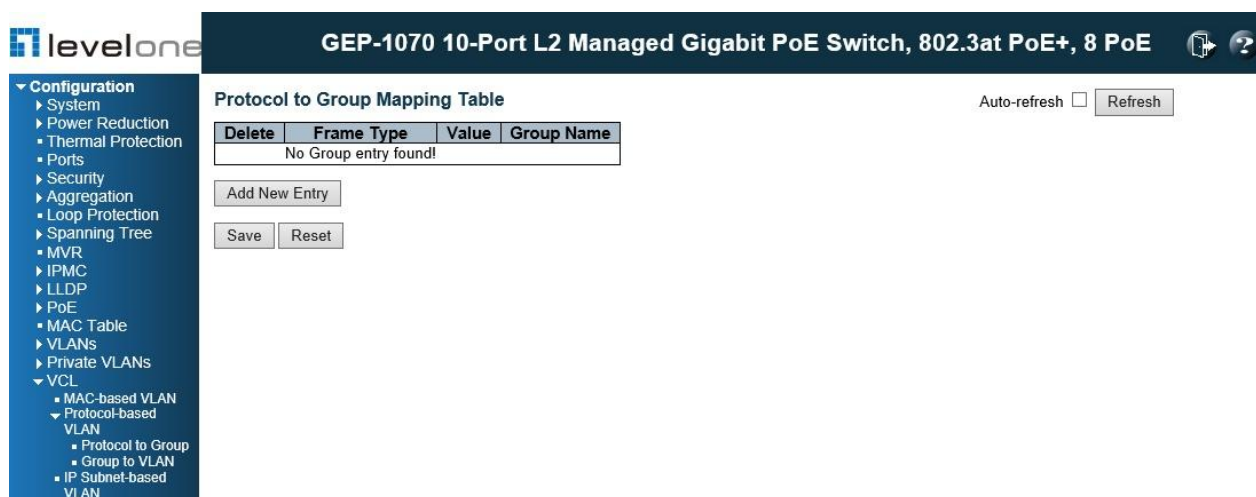 levelone
GEP-1070 10-Port L2 Managed Gigabit PoE Switch, 802.3at PoE+, 8 PoE
Configuration
System
Power Reduction
Thermal Protection
Ports
Security
Aggregation
Loop Protection
Spanning Tree
MVR
IPMC
LLDP
PoE
MAC Table
VLANs
Private VLANs
VCL
MAC-based VLAN
Protocol-based
VLAN
Protocol to Group
Group to VLAN
IP Subnet-based
VLAN
Protocol to Group Mapping Table
Auto-refresh Refresh
Delete Frame Type Value Group Name
No Group entry found!
Add New Entry
Save Reset